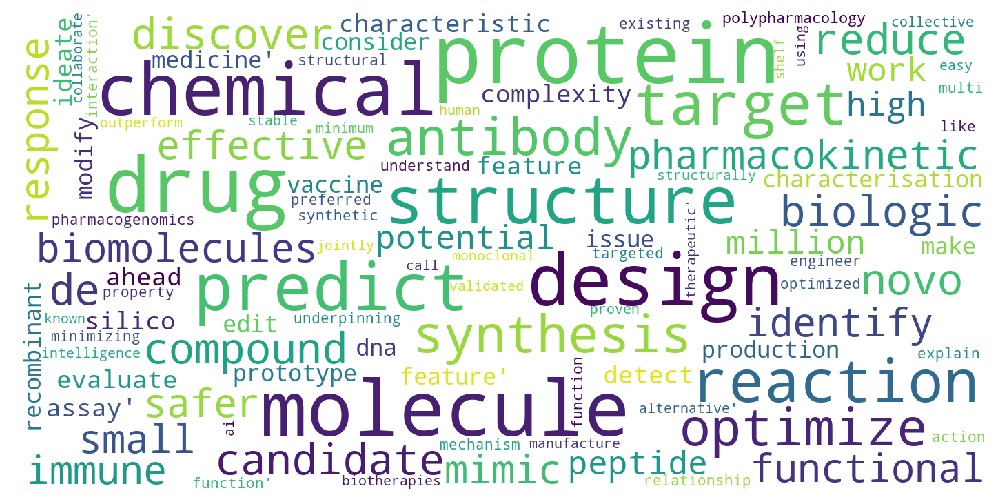 characteristic
existing
polypharmacology
collective
discover
consider
protein
reduce
response
ideate
collaborate
interaction'
medicine'
structural
chemical
shelf
using
work
easy
multi
complexity
target
high
modify
outperform
stable
minimum
human
antibody
like
effective
understand
feature
pharmacokinetic
structurally
characterisation
drug
vaccine
preferred
synthetic
structure
pharmacogenomics
biologic
biomolecules
jointly
potential
issue
million
make
ahead
call
monoclonal
targeted
therapeutic'
engineer
de
property
predict
validated
design
optimized
novo
recombinant
known
silico
edit
underpinning
proven
identify
minimizing
synthesis
intelligence
compound
dna
production
explain
evaluate
prototype
feature'
detect
reaction
assay'
safer
ai
molecule
function
alternative'
optimize
small
candidate
mechanism
manufacture
action
immune
function'
biotherapies
mimic
peptide
relationship
functional